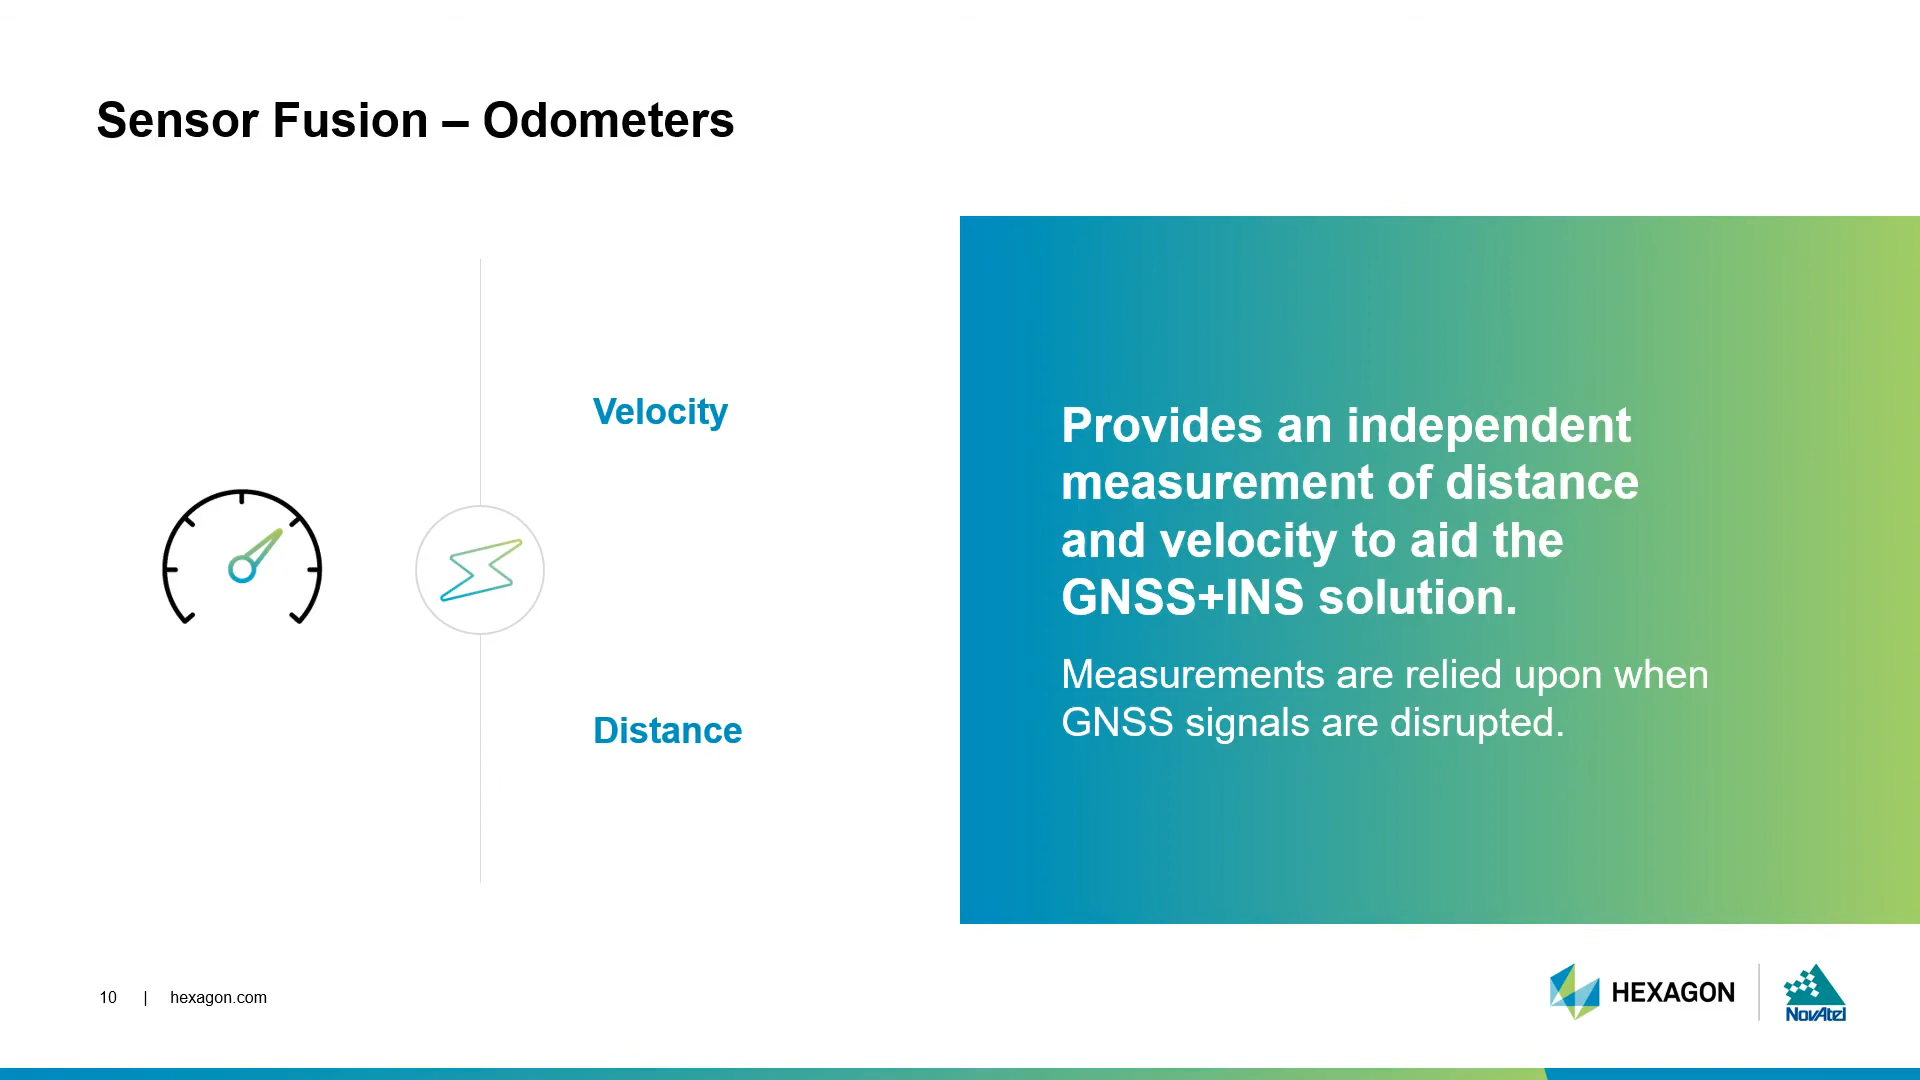 Sensor Fusion – Odometers
Velocity
Distance
Provides an independent
measurement of distance
and velocity to aid the
GNSS+INS solution.
Measurements are relied upon when
GNSS signals are disrupted.
10 | hexagon.com
HEXAGON
NovAtel